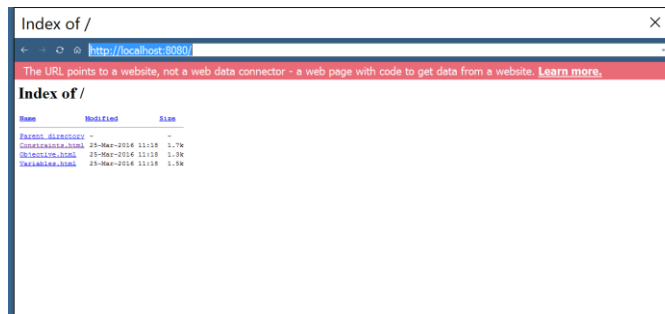 Index of /
http://localhost:8080/
The URL points to a website, not a web data connector - a web page with code to get data from a website. Learn more.
Index of /
Name Modified Size
Parent directory - -
Constraints.html 25-Mar-2016 11:18 1.7k
Objective.html 25-Mar-2016 11:18 1.3k
Variables.html 25-Mar-2016 11:18 1.5k